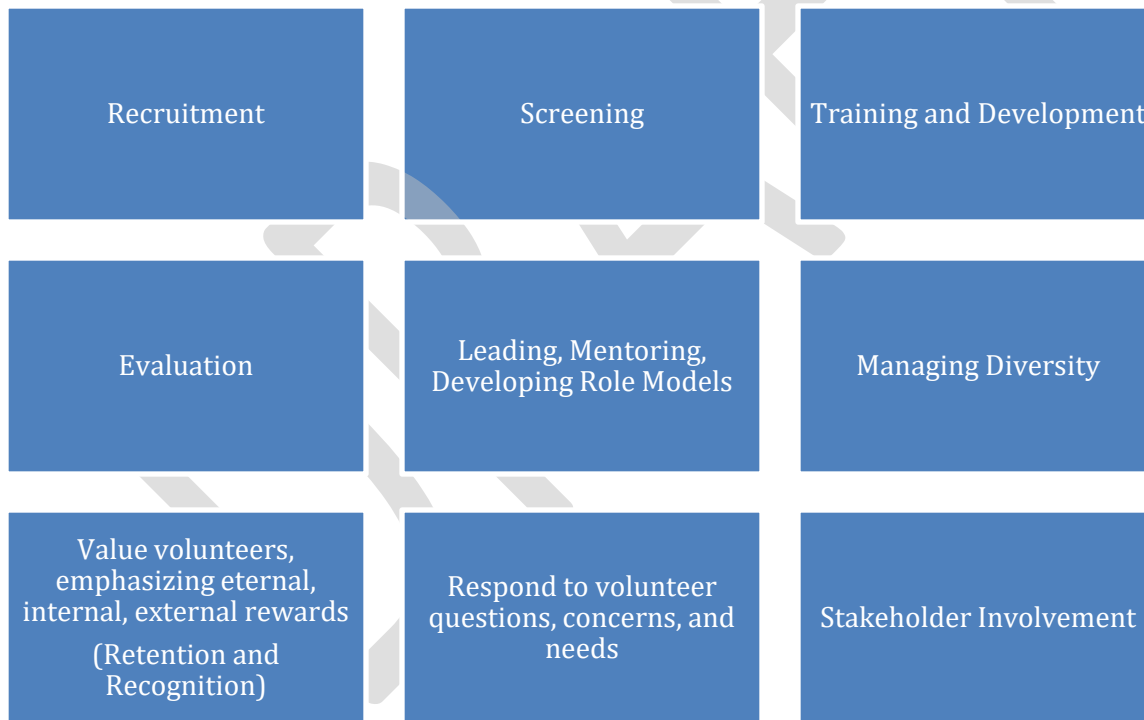 Recruitment
Screening
Training and Development
Evaluation
Leading, Mentoring,
Developing Role Models
Managing Diversity
Value volunteers,
emphasizing eternal,
internal, external rewards
(Retention and
Recognition)
Respond to volunteer
questions, concerns, and
needs
Stakeholder Involvement